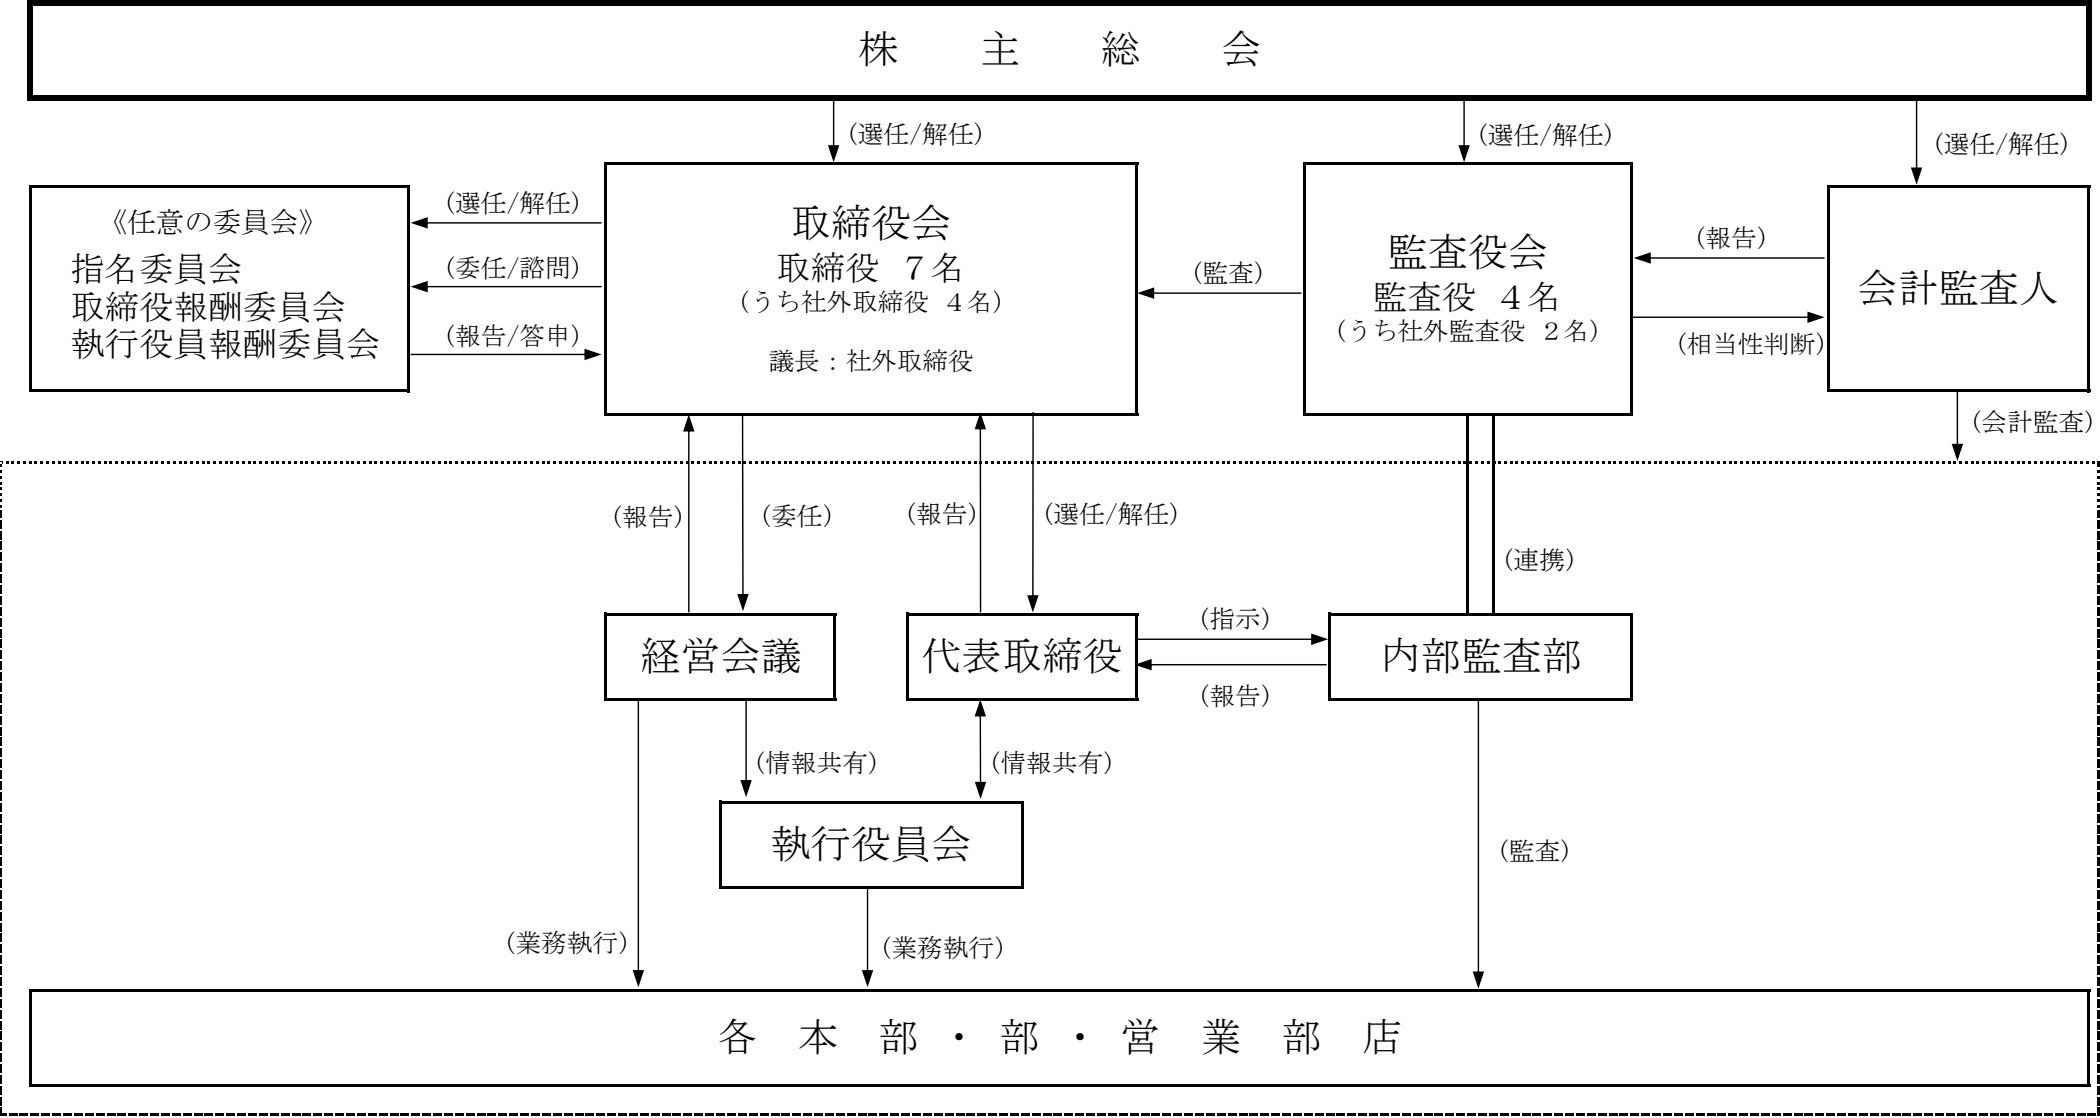 株主総会
(選任/解任)
(選任/解任)
(選任/解任)
《任意の委員会》
指名委員会
取締役報酬委員会
執行役員報酬委員会
(選任/解任)
(委任/諮問)
(報告/答申)
取締役会
取締役 7名
(うち社外取締役 4名)
議長：社外取締役
(監査)
監査役会
監査役 4名
(うち社外監査役 2名)
(報告)
(相当性判断)
会計監査人
(会計監査)
(報告)
(委任)
(報告)
(選任/解任)
(連携)
経営会議
代表取締役
(指示)
(報告)
内部監査部
(情報共有)
(情報共有)
執行役員会
(監査)
(業務執行)
(業務執行)
各本部・部・営業部店